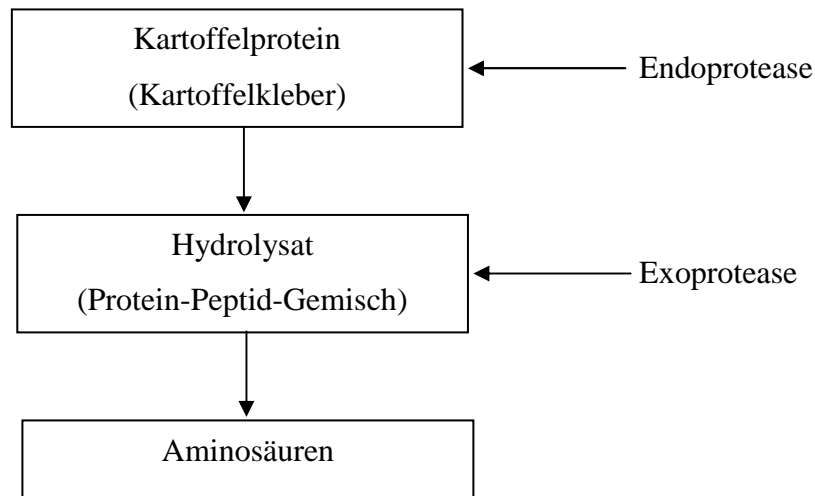 Kartoffelprotein
(Kartoffelkleber)
Endoprotease
Hydrolysat
(Protein-Peptid-Gemisch)
Exoprotease
Aminosäuren